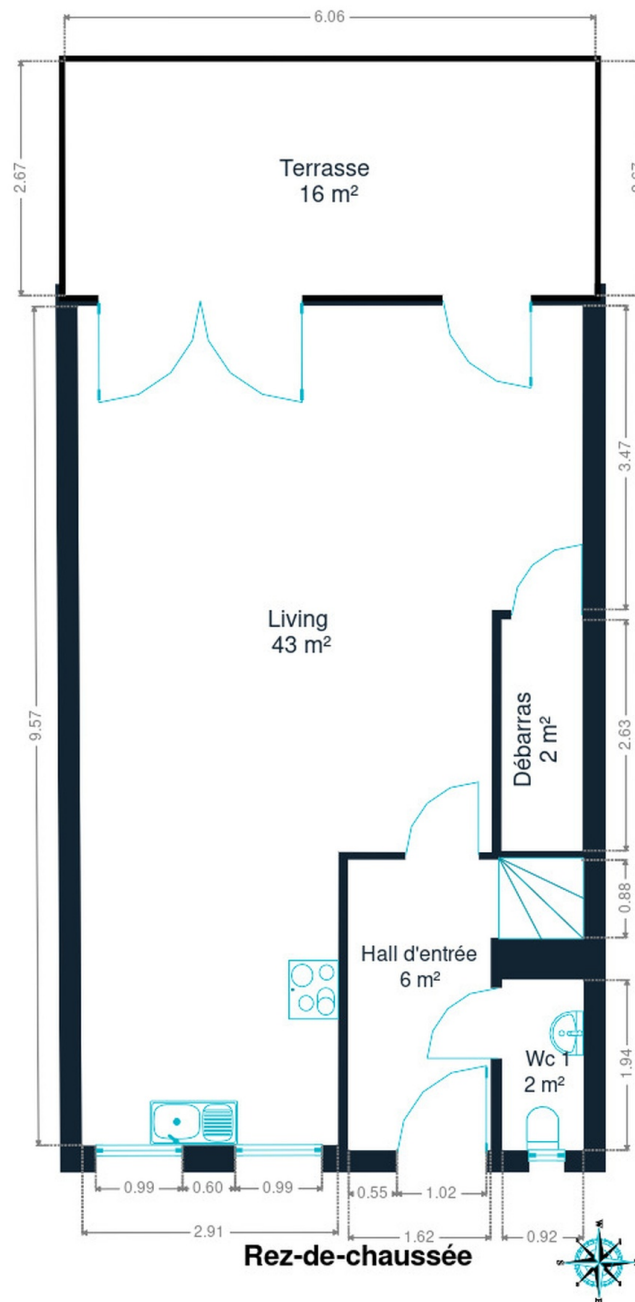 6.06
2.67
Terrasse
16 m²
9.57
3.47
Living
43 m²
Débarras
2 m²
2.63
0.88
Hall d'entrée
6 m²
Wc 1
2 m²
1.94
0.99
0.60
0.99
0.55
1.02
2.91
1.62
0.92
Rez-de-chaussée